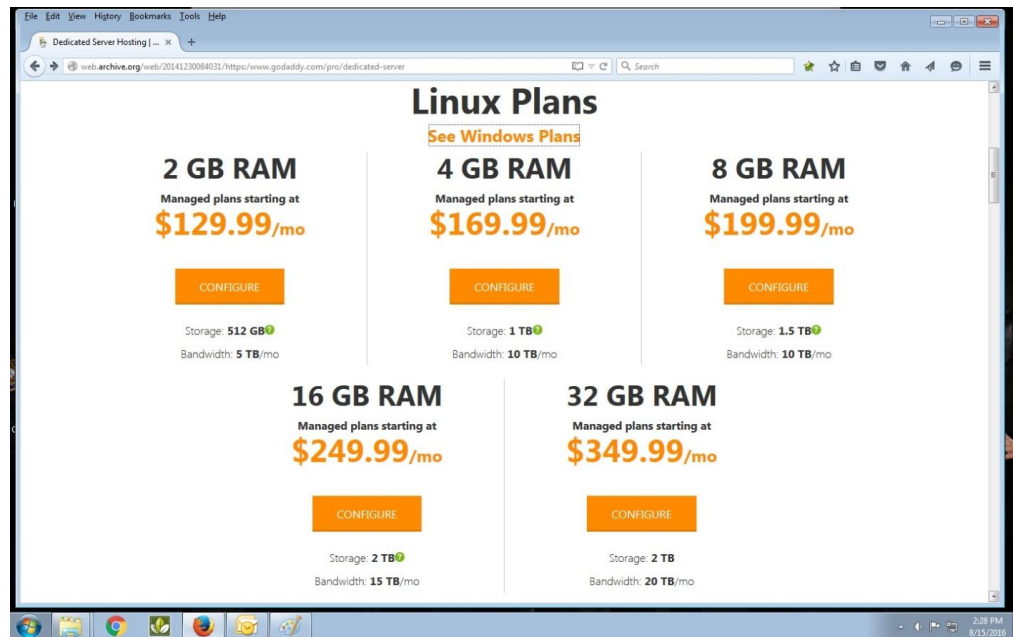 File Edit View History Bookmarks Tools Help
Dedicated Server Hosting | ... × +
web.archive.org/web/20141230084031/https:/www.godaddy.com/pro/dedicated-server Search
Linux Plans
See Windows Plans
2 GB RAM 4 GB RAM 8 GB RAM
Managed plans starting at Managed plans starting at Managed plans starting at
$129.99/mo $169.99/mo $199.99/mo
CONFIGURE CONFIGURE CONFIGURE
Storage: 512 GB? Storage: 1 TB? Storage: 1.5 TB?
Bandwidth: 5 TB/mo Bandwidth: 10 TB/mo Bandwidth: 10 TB/mo
16 GB RAM 32 GB RAM
Managed plans starting at Managed plans starting at
$249.99/mo $349.99/mo
CONFIGURE CONFIGURE
Storage: 2 TB? Storage: 2 TB
Bandwidth: 15 TB/mo Bandwidth: 20 TB/mo
2:28 PM
8/15/2016